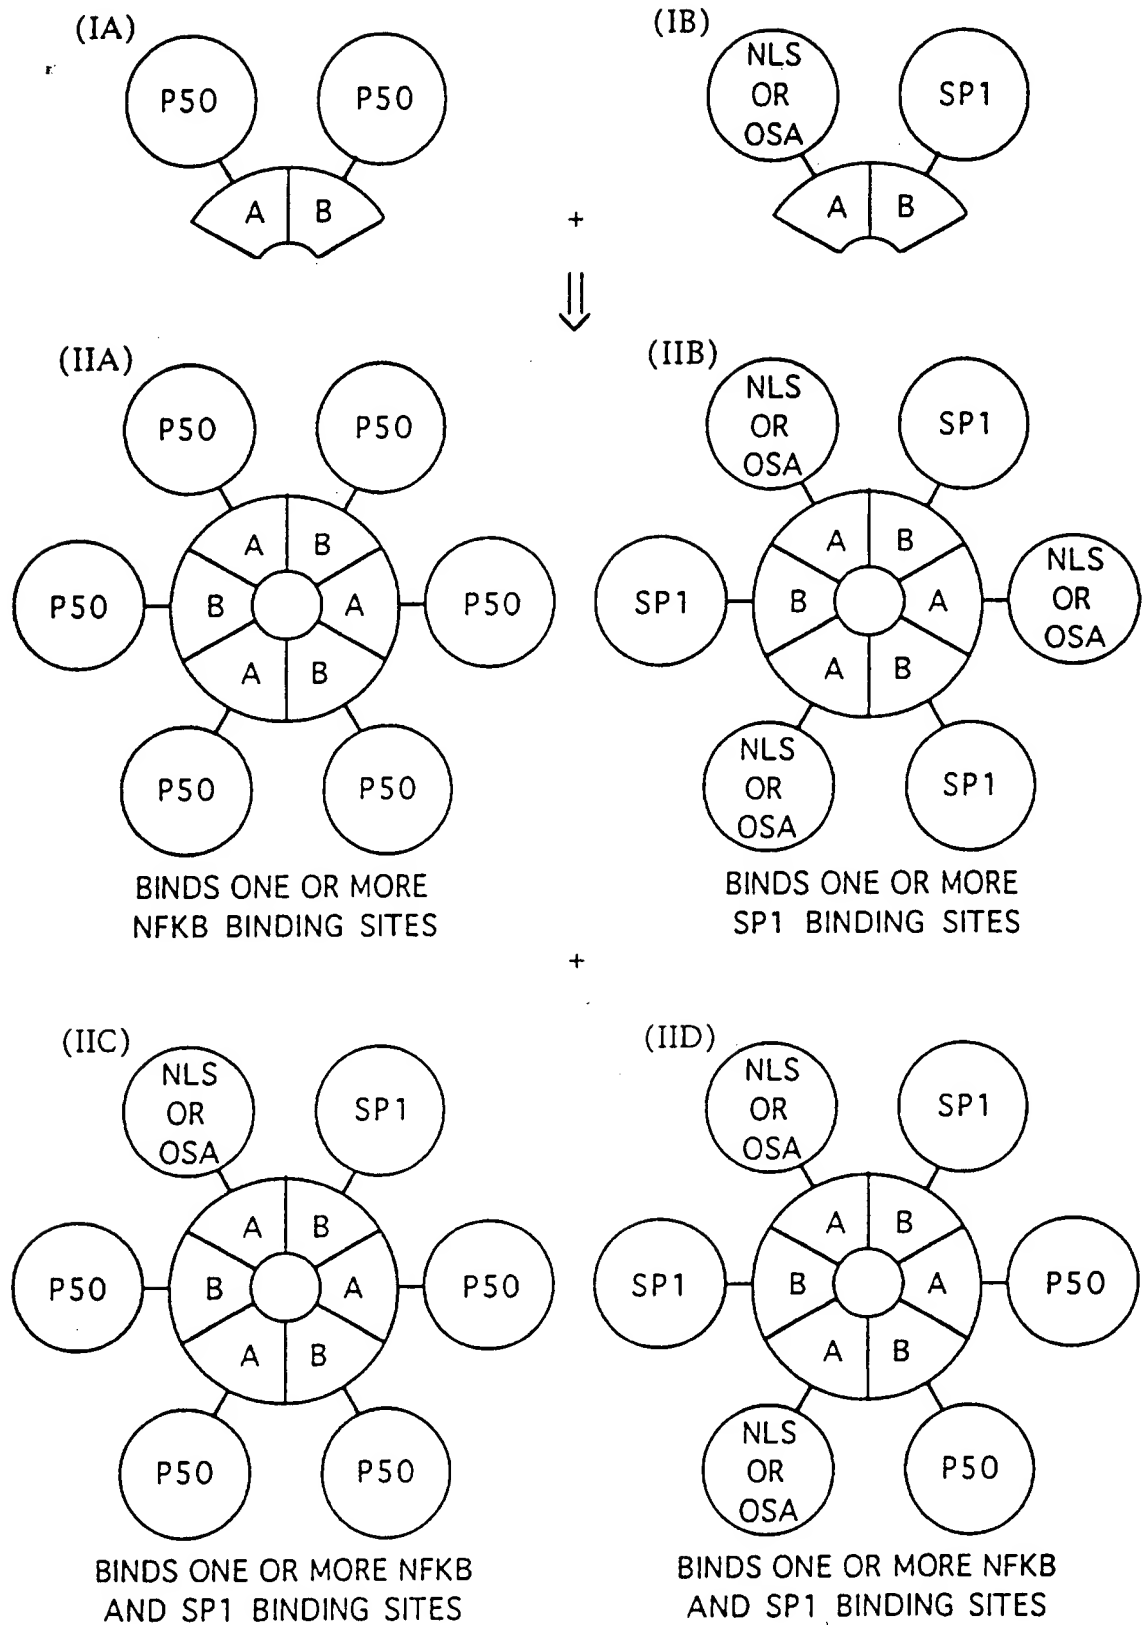 (IA)
P50
P50
A
B
(IB)
NLS
OR
OSA
SP1
A
B
+
(IIA)
P50
P50
A
B
P50
B
A
P50
A
B
P50
P50
BINDS ONE OR MORE
NFKB BINDING SITES
(IIB)
NLS
OR
OSA
SP1
A
B
SP1
B
A
NLS
OR
OSA
A
B
NLS
OR
OSA
SP1
BINDS ONE OR MORE
SP1 BINDING SITES
+
(IIC)
NLS
OR
OSA
SP1
A
B
P50
B
A
P50
A
B
P50
P50
BINDS ONE OR MORE NFKB
AND SP1 BINDING SITES
(IID)
NLS
OR
OSA
SP1
A
B
SP1
B
A
P50
A
B
NLS
OR
OSA
P50
BINDS ONE OR MORE NFKB
AND SP1 BINDING SITES